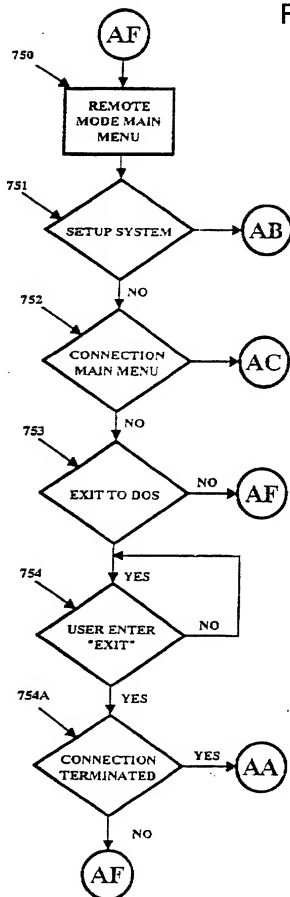 AF
F
750
REMOTE
MODE MAIN
MENU
751
SETUP SYSTEM
AB
NO
752
CONNECTION
MAIN MENU
AC
NO
753
EXIT TO DOS
NO
AF
YES
754
USER ENTER
"EXIT"
NO
YES
754A
CONNECTION
TERMINATED
YES
AA
NO
AF